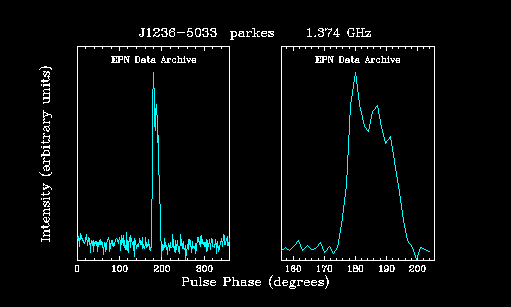 J1236-5033 parkes 1.374 GHz
EPN Data Archive EPN Data Archive
Intensity (arbitrary units)
0 100 200 300 160 170 180 190 200
Pulse Phase (degrees)